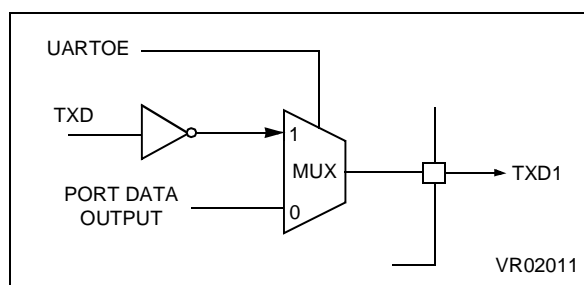 UARTOE
TXD
1
MUX
TXD1
PORT DATA
OUTPUT
0
VR02011